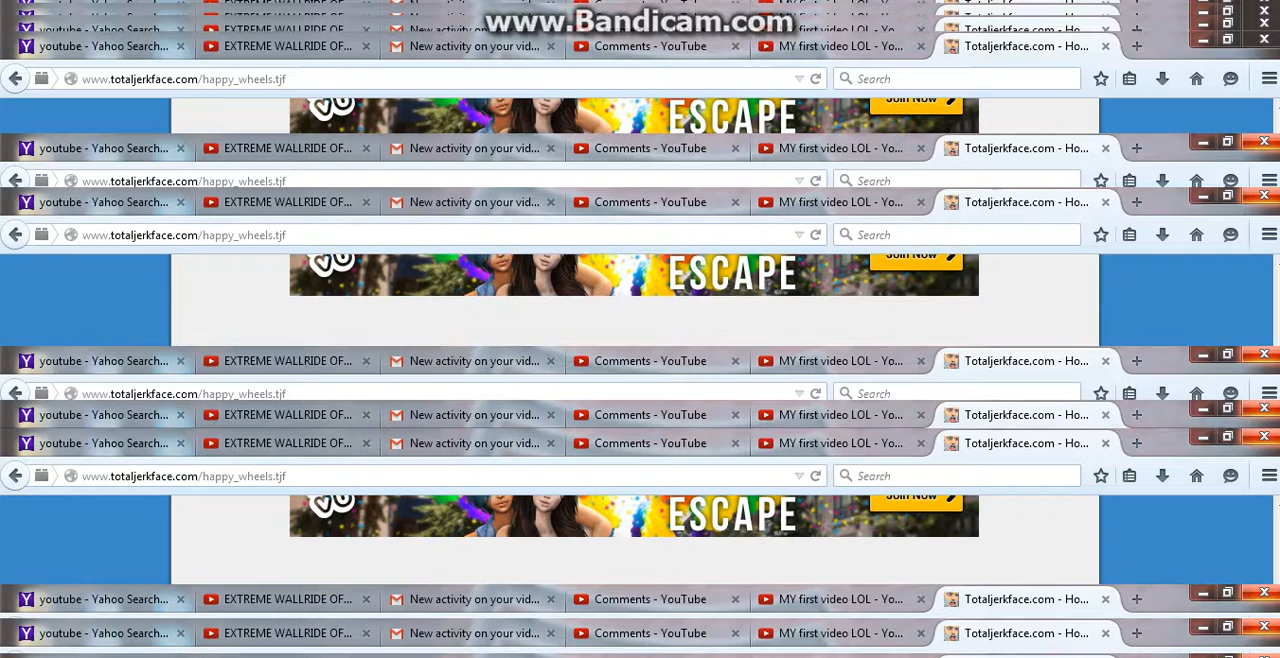 www.Bandicam.com
youtube - Yahoo Search... EXTREME WALLRIDE OF... New activity on your vid... Comments - YouTube MY first video LOL - Yo... Totaljerkface.com - Ho...
www.totaljerkface.com/happy_wheels.tjf Search
ESCAPE Join Now
youtube - Yahoo Search... EXTREME WALLRIDE OF... New activity on your vid... Comments - YouTube MY first video LOL - Yo... Totaljerkface.com - Ho...
www.totaljerkface.com/happy_wheels.tjf Search
youtube - Yahoo Search... EXTREME WALLRIDE OF... New activity on your vid... Comments - YouTube MY first video LOL - Yo... Totaljerkface.com - Ho...
www.totaljerkface.com/happy_wheels.tjf Search
ESCAPE Join Now
youtube - Yahoo Search... EXTREME WALLRIDE OF... New activity on your vid... Comments - YouTube MY first video LOL - Yo... Totaljerkface.com - Ho...
www.totaljerkface.com/happy_wheels.tjf Search
youtube - Yahoo Search... EXTREME WALLRIDE OF... New activity on your vid... Comments - YouTube MY first video LOL - Yo... Totaljerkface.com - Ho...
youtube - Yahoo Search... EXTREME WALLRIDE OF... New activity on your vid... Comments - YouTube MY first video LOL - Yo... Totaljerkface.com - Ho...
www.totaljerkface.com/happy_wheels.tjf Search
ESCAPE Join Now
youtube - Yahoo Search... EXTREME WALLRIDE OF... New activity on your vid... Comments - YouTube MY first video LOL - Yo... Totaljerkface.com - Ho...
youtube - Yahoo Search... EXTREME WALLRIDE OF... New activity on your vid... Comments - YouTube MY first video LOL - Yo... Totaljerkface.com - Ho...